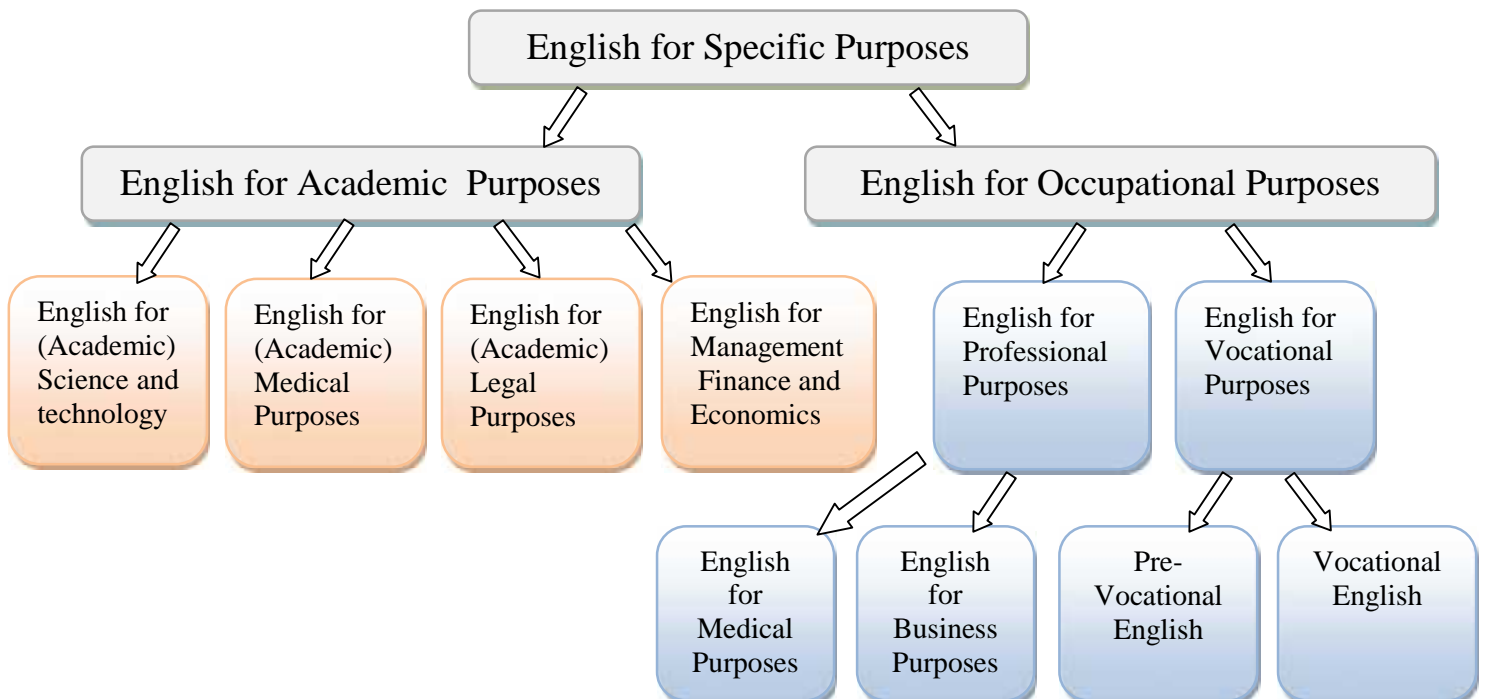 English for Specific Purposes
English for Academic Purposes
English for Occupational Purposes
English for
(Academic)
Science and
technology
English for
(Academic)
Medical
Purposes
English for
(Academic)
Legal
Purposes
English for
Management
Finance and
Economics
English for
Professional
Purposes
English for
Vocational
Purposes
English
for
Medical
Purposes
English
for
Business
Purposes
Pre-
Vocational
English
Vocational
English